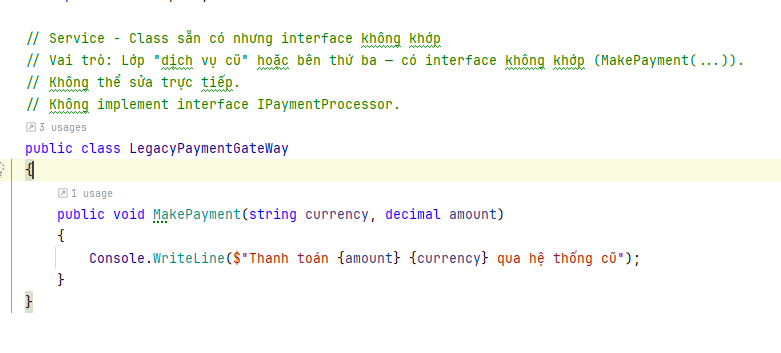 // Service - Class sẵn có nhưng interface không khớp
// Vai trò: Lớp "dịch vụ cũ" hoặc bên thứ ba – có interface không khớp (MakePayment(...)).
// Không thể sửa trực tiếp.
// Không implement interface IPaymentProcessor.
3 usages
public class LegacyPaymentGateWay
{
1 usage
public void MakePayment(string currency, decimal amount)
{
Console.WriteLine($"Thanh toán {amount} {currency} qua hệ thống cũ");
}
}